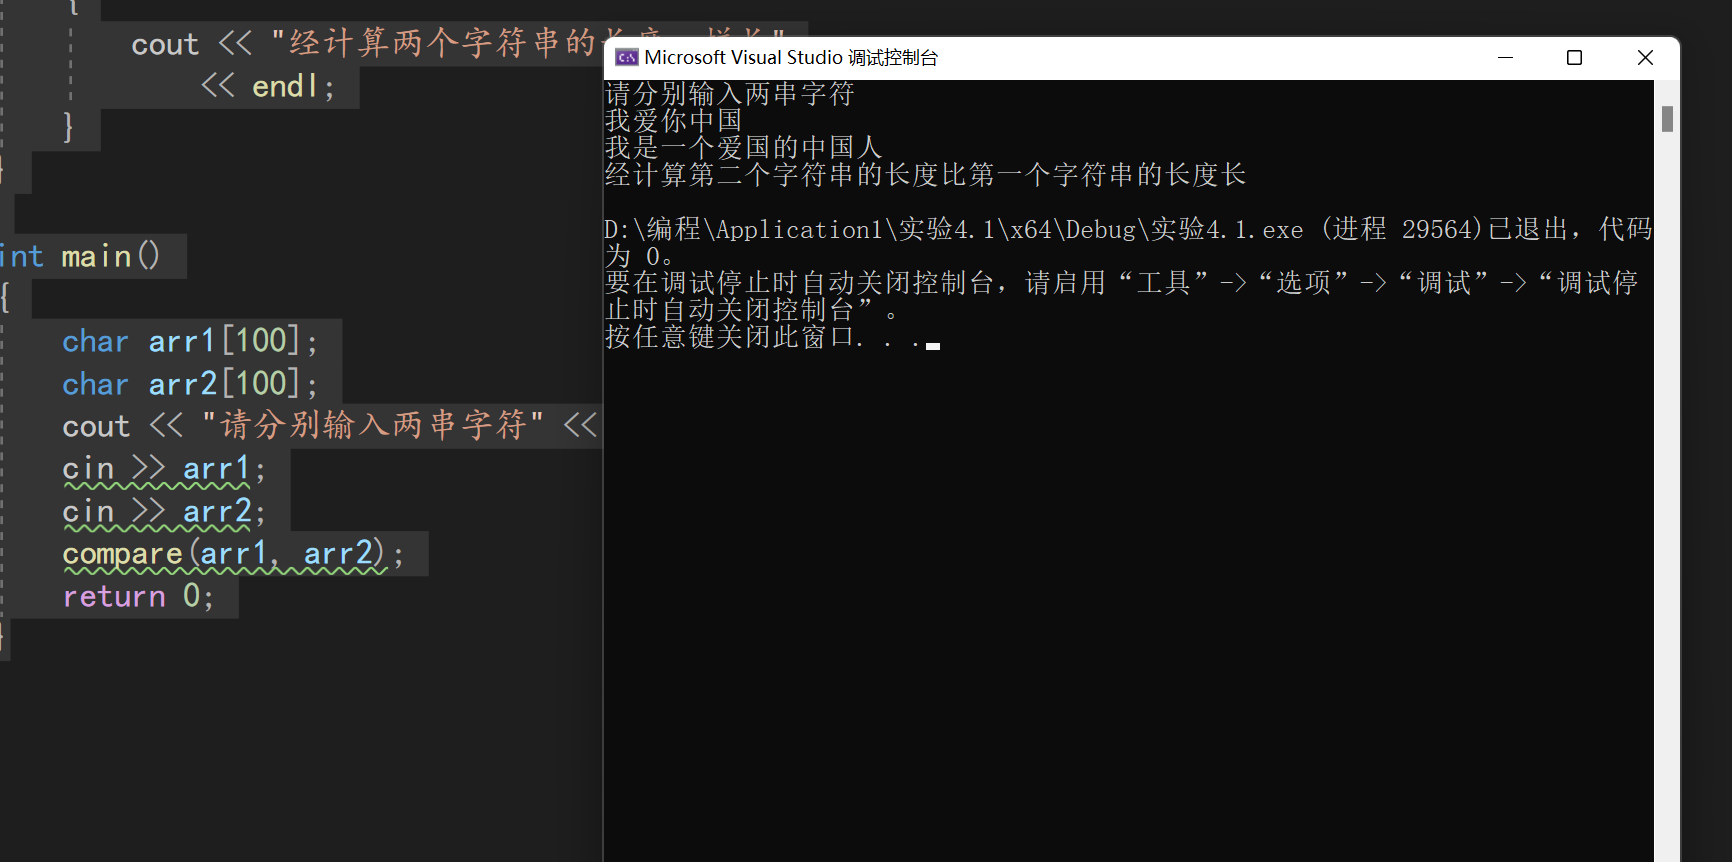 {
cout << "经计算两个字符串的长度一样长"
<< endl;
}
}
int main()
{
char arr1[100];
char arr2[100];
cout << "请分别输入两串字符" <<
cin >> arr1;
cin >> arr2;
compare(arr1, arr2);
return 0;
}
Microsoft Visual Studio 调试控制台
请分别输入两串字符
我爱你中国
我是一个爱国的中国人
经计算第二个字符串的长度比第一个字符串的长度长
D:\编程\Application1\实验4.1\x64\Debug\实验4.1.exe (进程 29564)已退出，代码
为 0。
要在调试停止时自动关闭控制台，请启用“工具”->“选项”->“调试”->“调试停
止时自动关闭控制台”。
按任意键关闭此窗口. . .